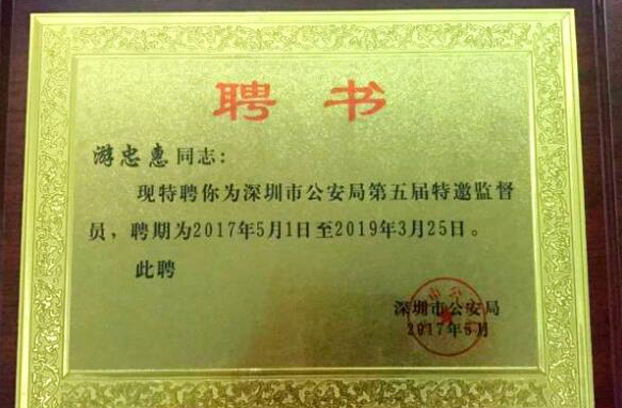 聘书
游忠惠同志：
现特聘你为深圳市公安局第五届特邀监督
员，聘期为2017年5月1日至2019年3月25日。
此聘
深圳市公安局
2017年5月